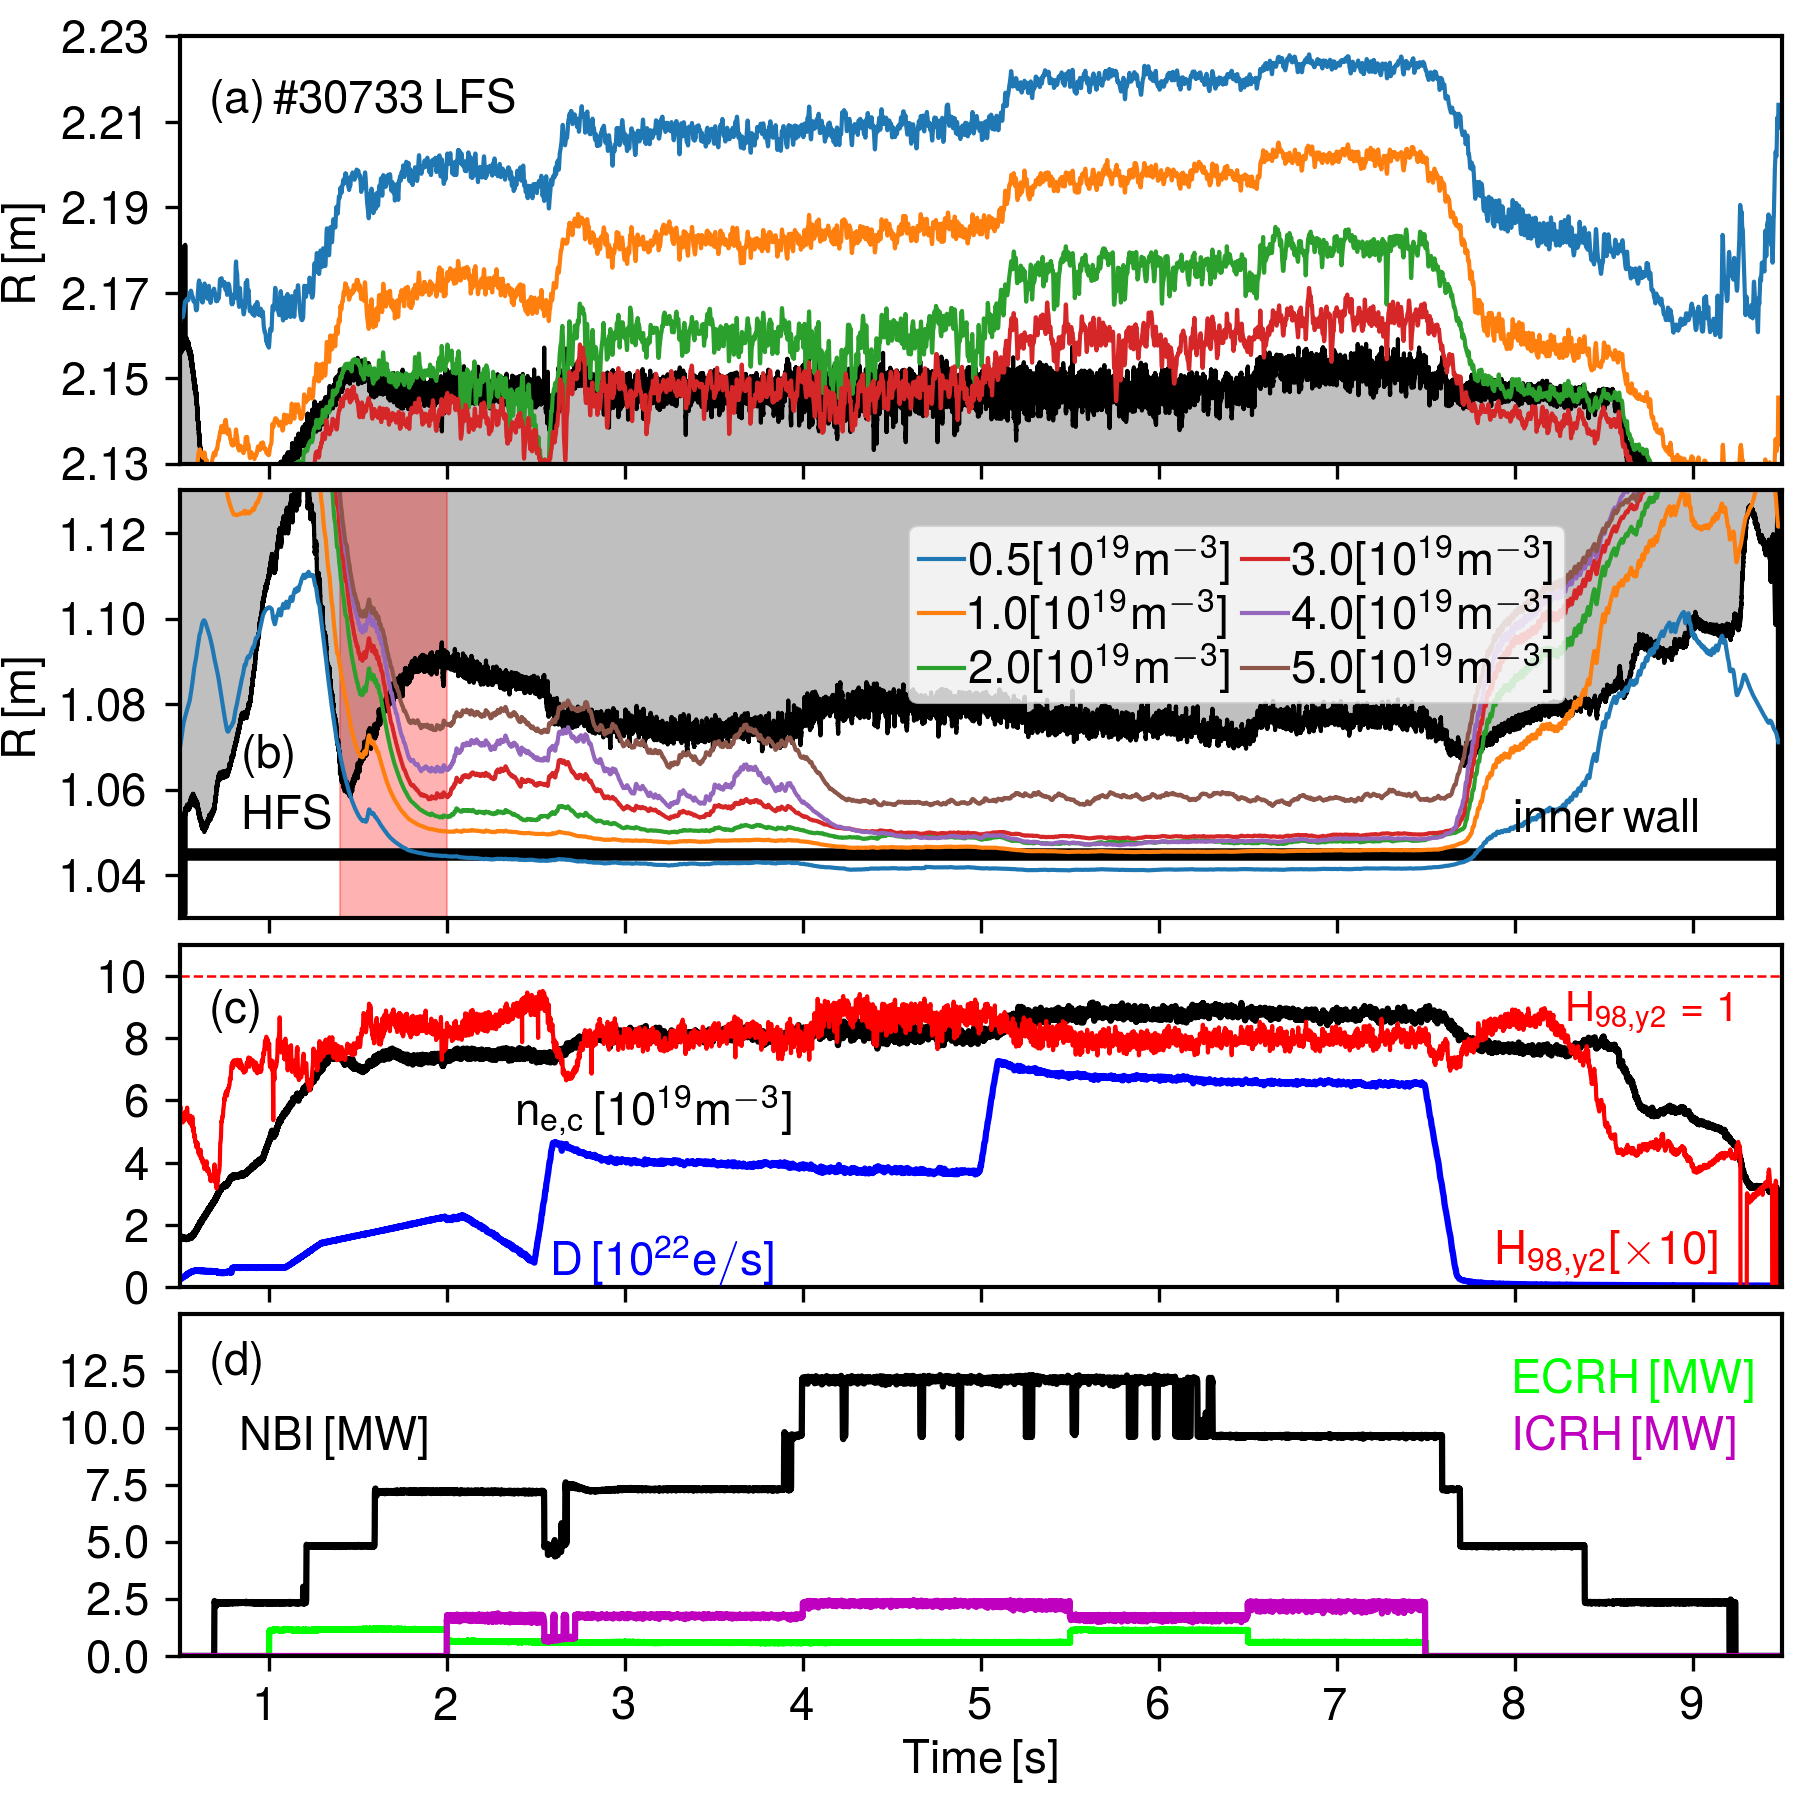 2.23
2.21
2.19
2.17
2.15
2.13
R [m]
(a) #30733 LFS
1.12
1.10
1.08
1.06
1.04
R [m]
0.5[10¹⁹m⁻³] 3.0[10¹⁹m⁻³]
1.0[10¹⁹m⁻³] 4.0[10¹⁹m⁻³]
2.0[10¹⁹m⁻³] 5.0[10¹⁹m⁻³]
(b)
HFS
inner wall
10
8
6
4
2
0
(c)
H98,y2 = 1
ne,c [10¹⁹m⁻³]
D [10²²e/s]
H98,y2[×10]
12.5
10.0
7.5
5.0
2.5
0.0
(d)
NBI [MW]
ECRH [MW]
ICRH [MW]
1 2 3 4 5 6 7 8 9
Time [s]